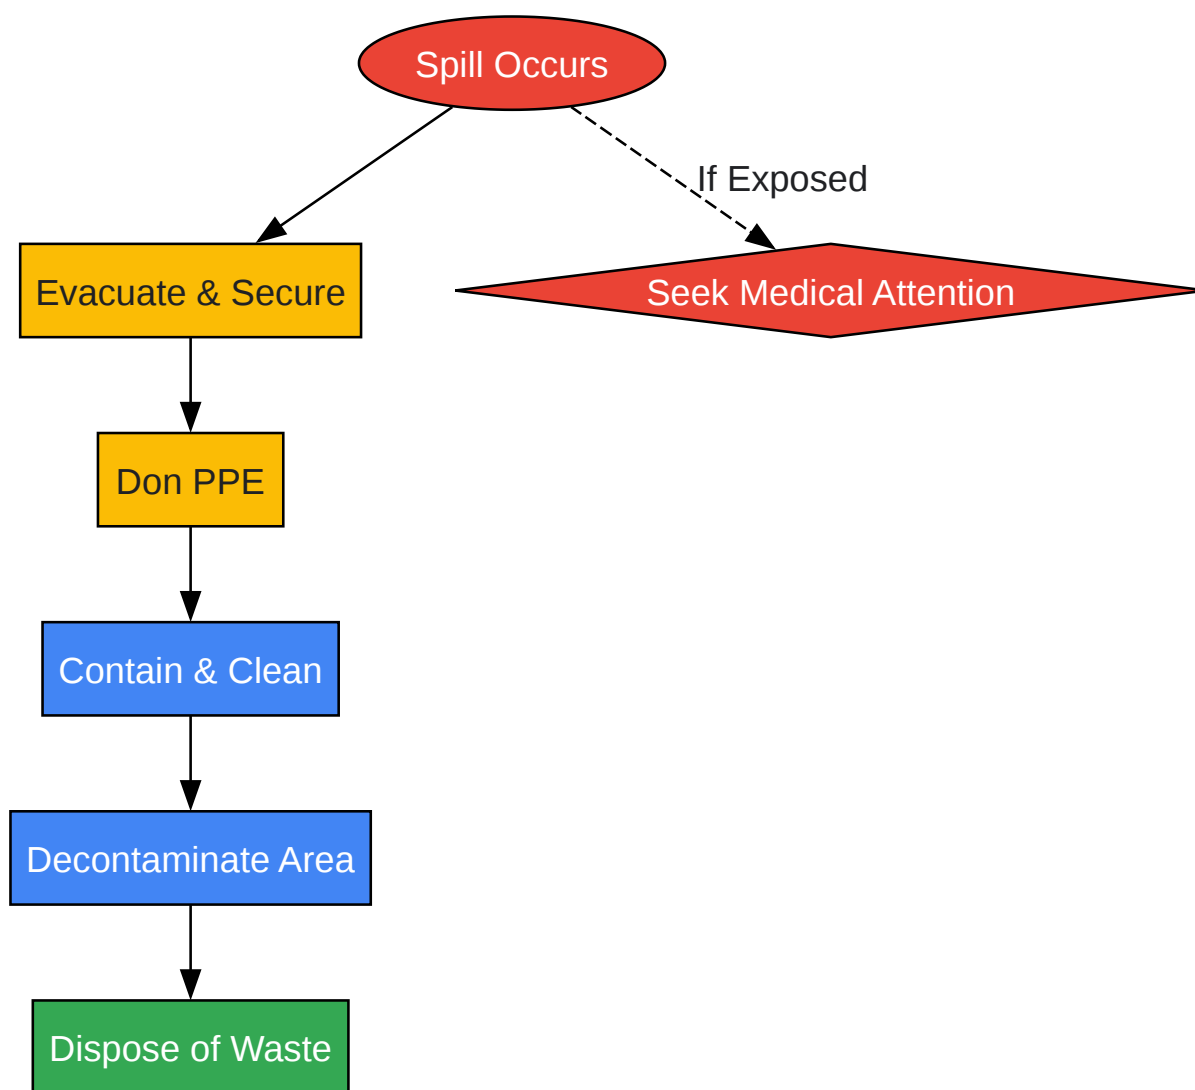 Spill Occurs
If Exposed
Evacuate & Secure
Seek Medical Attention
Don PPE
Contain & Clean
Decontaminate Area
Dispose of Waste